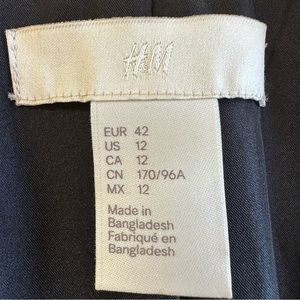 H&M
EUR 42
US 12
CA 12
CN 170/96A
MX 12
Made in
Bangladesh
Fabriqué en
Bangladesh